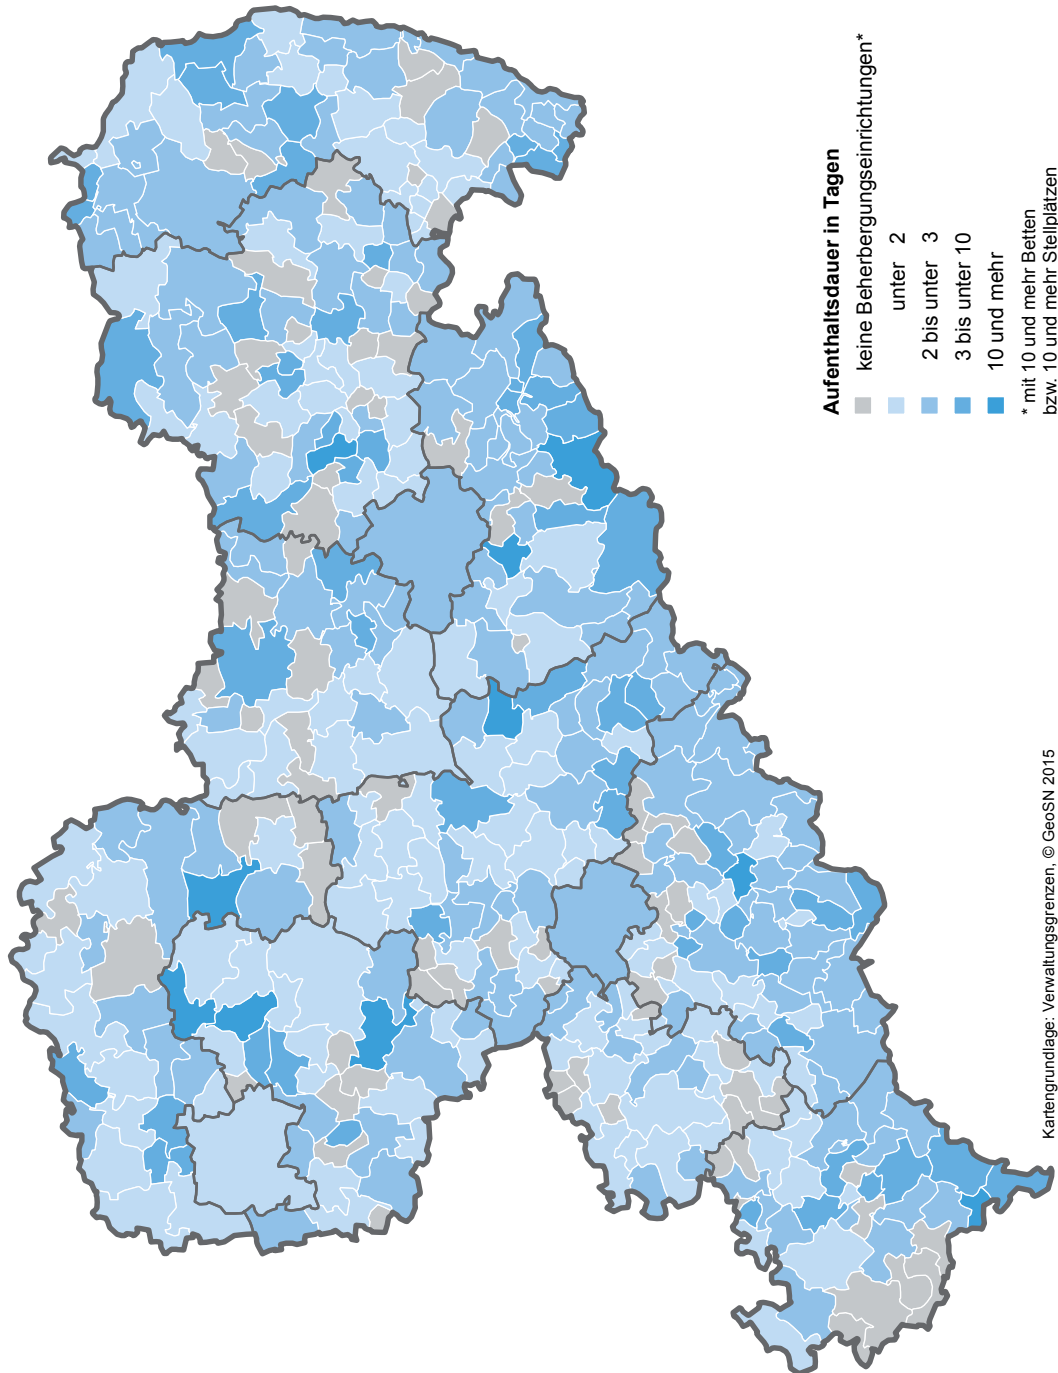 Aufenthaltsdauer in Tagen
keine Beherbergungseinrichtungen*
unter 2
2 bis unter 3
3 bis unter 10
10 und mehr
* mit 10 und mehr Betten
bzw. 10 und mehr Stellplätzen
Kartengrundlage: Verwaltungsgrenzen, © GeoSN 2015